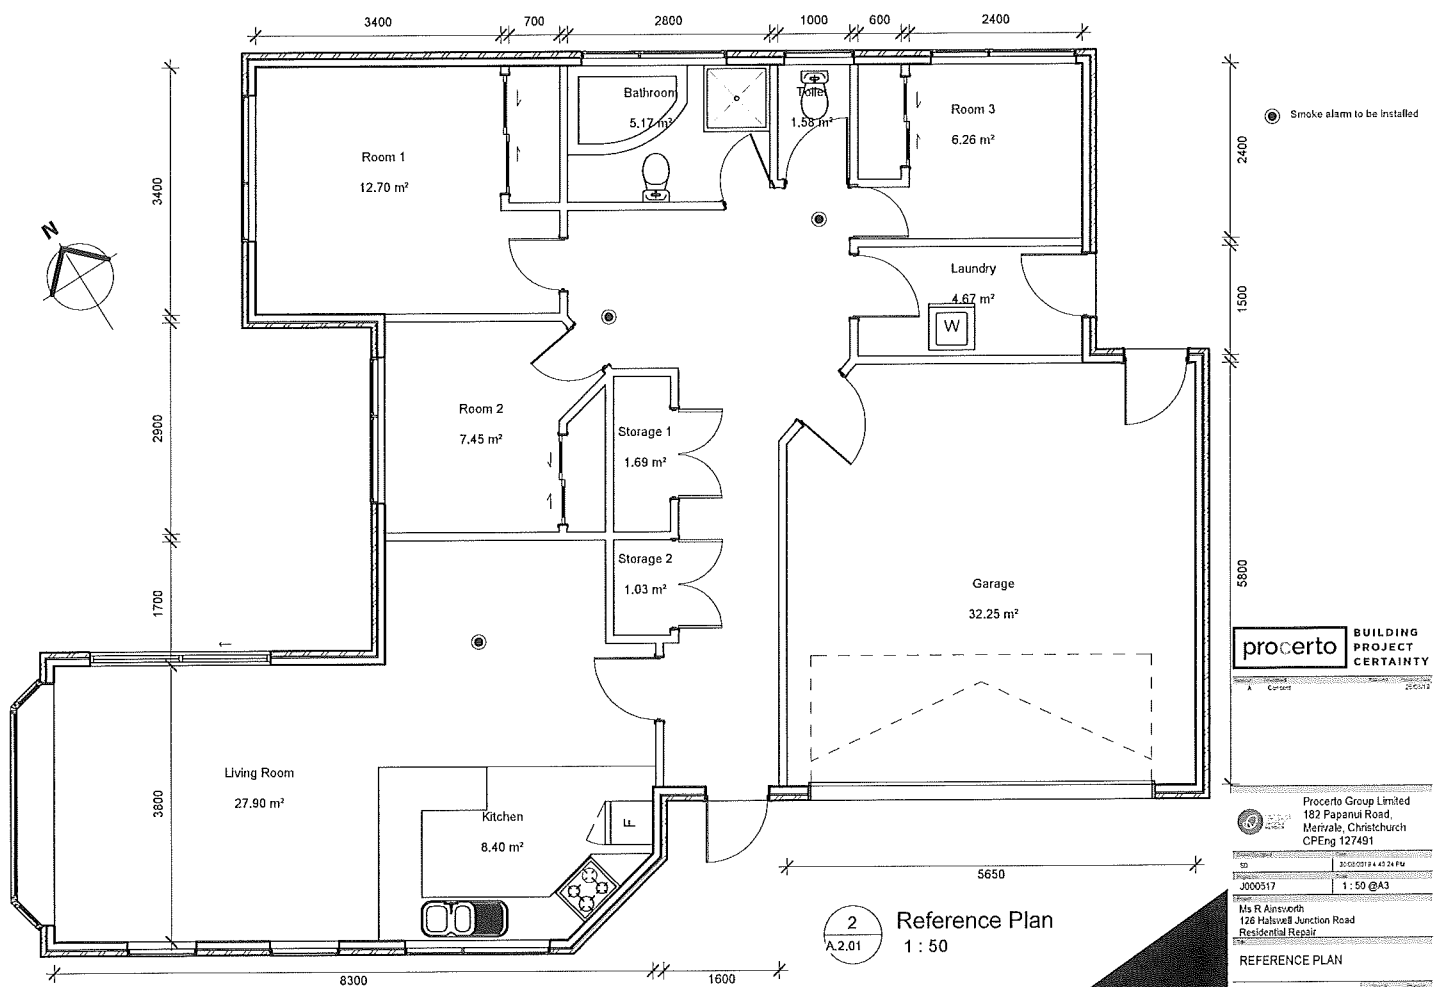 3400
700
2800
1000
600
2400
Bathroom
5.17 m²
Toilet
1.58 m²
Room 3
6.26 m²
Smoke alarm to be installed
2400
Room 1
12.70 m²
3400
N
Laundry
4.67 m²
W
1500
2900
Room 2
7.45 m²
Storage 1
1.69 m²
Storage 2
1.03 m²
1700
Garage
32.25 m²
5800
procerto
BUILDING
PROJECT
CERTAINTY
A
Living Room
27.90 m²
3800
Kitchen
8.40 m²
F
5650
8300
1600
2
A.2.01
Reference Plan
1 : 50
Procerto Group Limited
182 Papanui Road,
Merivale, Christchurch
CPEng 127491
SD
J000517
1 : 50 @A3
Ms R Ainsworth
126 Halswell Junction Road
Residential Repair
REFERENCE PLAN